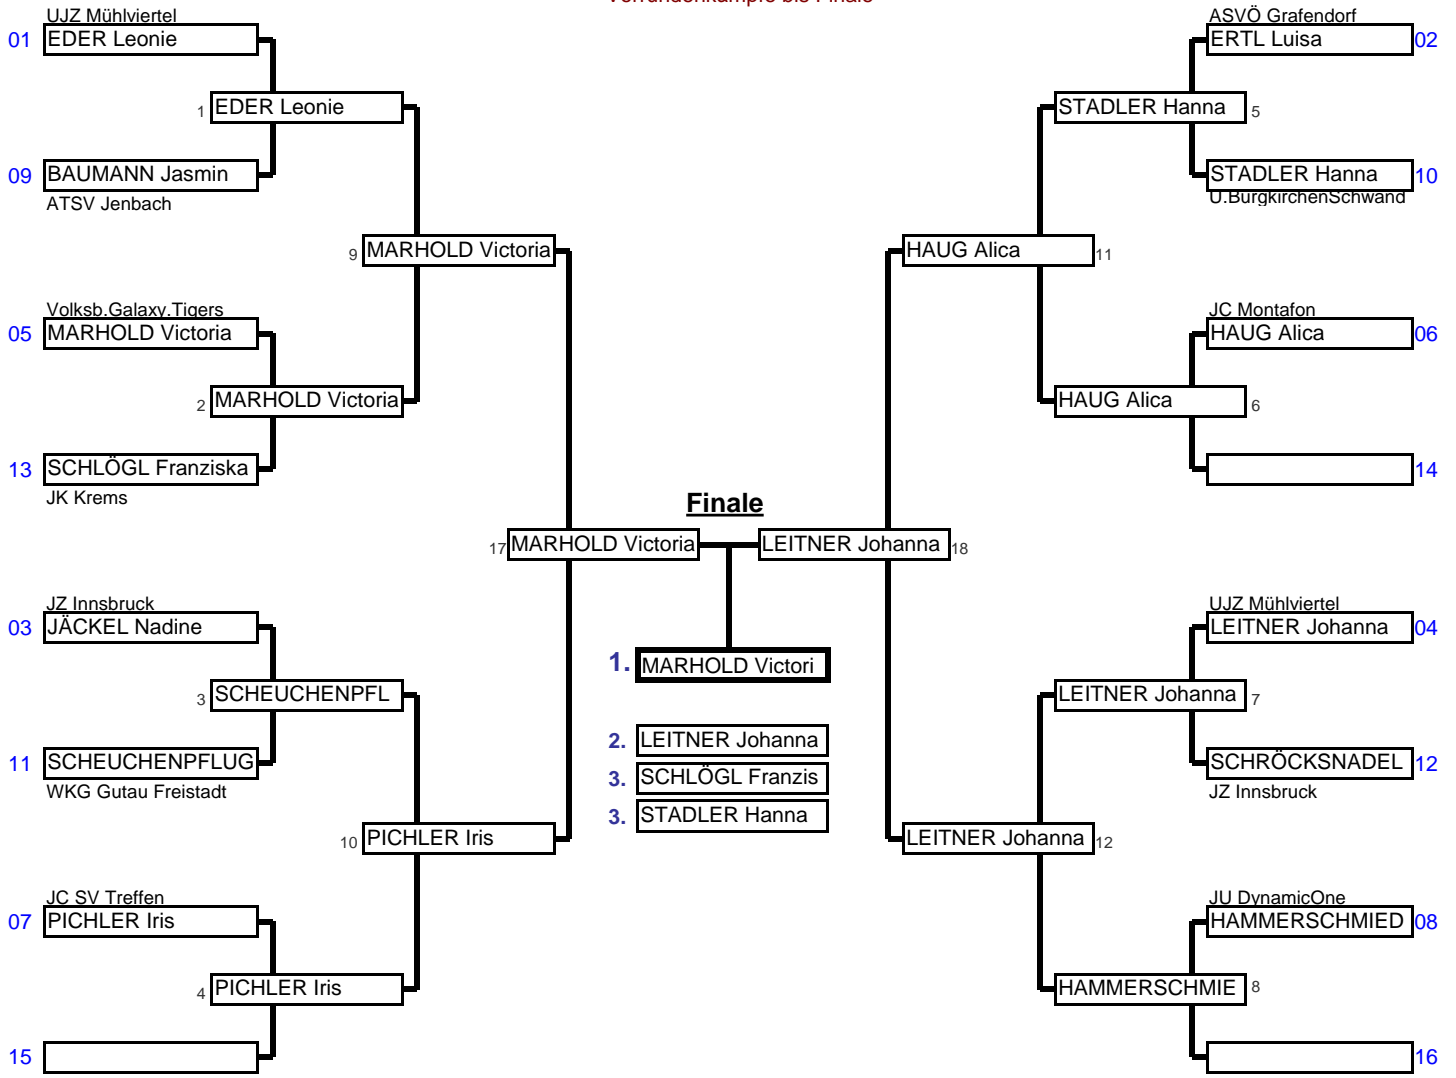 UJZ Mühlviertel
01 EDER Leonie
1 EDER Leonie
09 BAUMANN Jasmin
ATSV Jenbach
9 MARHOLD Victoria
Volksb.Galaxy.Tigers
05 MARHOLD Victoria
2 MARHOLD Victoria
13 SCHLÖGL Franziska
JK Krems
17 MARHOLD Victoria
JZ Innsbruck
03 JÄCKEL Nadine
3 SCHEUCHENPFL
11 SCHEUCHENPFLUG
WKG Gutau Freistadt
10 PICHLER Iris
JC SV Treffen
07 PICHLER Iris
4 PICHLER Iris
15
Finale
1. MARHOLD Victori
2. LEITNER Johanna
3. SCHLÖGL Franzis
3. STADLER Hanna
ASVÖ Grafendorf
ERTL Luisa 02
STADLER Hanna 5
STADLER Hanna 10
U.BurgkirchenSchwand
HAUG Alica 11
JC Montafon
HAUG Alica 06
HAUG Alica 6
14
LEITNER Johanna 18
UJZ Mühlviertel
LEITNER Johanna 04
LEITNER Johanna 7
SCHRÖCKSNADEL 12
JZ Innsbruck
LEITNER Johanna 12
JU DynamicOne
HAMMERSCHMIED 08
HAMMERSCHMIE 8
16